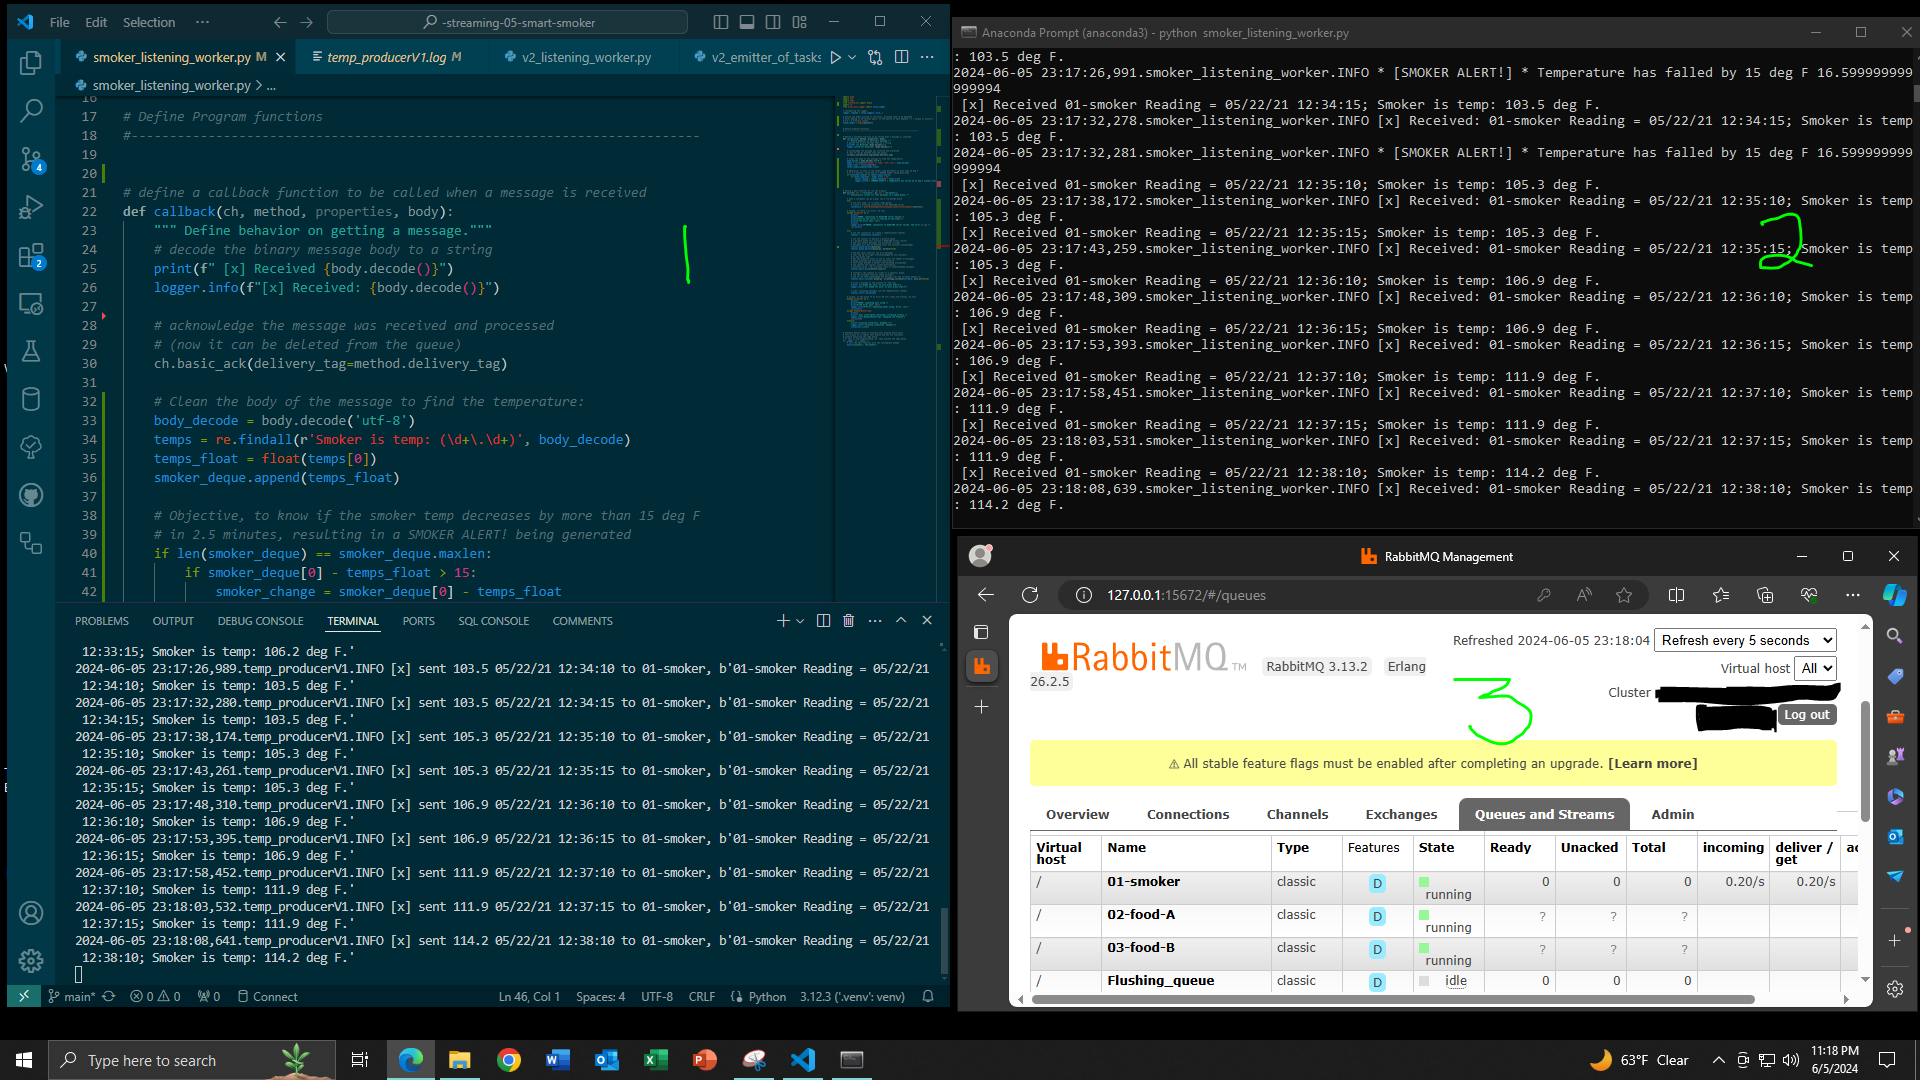 File Edit Selection ···
-streaming-05-smart-smoker
smoker_listening_worker.py M
temp_producerV1.log M
v2_listening_worker.py
v2_emitter_of_tasks
smoker_listening_worker.py > ...
16
17 # Define Program functions
18 #--------------------------------------------------------------------------
19
20
21 # define a callback function to be called when a message is received
22 def callback(ch, method, properties, body):
23 """ Define behavior on getting a message."""
24 # decode the binary message body to a string
25 print(f" [x] Received {body.decode()}")
26 logger.info(f"[x] Received: {body.decode()}")
27
28 # acknowledge the message was received and processed
29 # (now it can be deleted from the queue)
30 ch.basic_ack(delivery_tag=method.delivery_tag)
31
32 # Clean the body of the message to find the temperature:
33 body_decode = body.decode('utf-8')
34 temps = re.findall(r'Smoker is temp: (\d+\.\d+)', body_decode)
35 temps_float = float(temps[0])
36 smoker_deque.append(temps_float)
37
38 # Objective, to know if the smoker temp decreases by more than 15 deg F
39 # in 2.5 minutes, resulting in a SMOKER ALERT! being generated
40 if len(smoker_deque) == smoker_deque.maxlen:
41 if smoker_deque[0] - temps_float > 15:
42 smoker_change = smoker_deque[0] - temps_float
1
4
2
PROBLEMS OUTPUT DEBUG CONSOLE TERMINAL PORTS SQL CONSOLE COMMENTS
12:33:15; Smoker is temp: 106.2 deg F.'
2024-06-05 23:17:26,989.temp_producerV1.INFO [x] sent 103.5 05/22/21 12:34:10 to 01-smoker, b'01-smoker Reading = 05/22/21
12:34:10; Smoker is temp: 103.5 deg F.'
2024-06-05 23:17:32,280.temp_producerV1.INFO [x] sent 103.5 05/22/21 12:34:15 to 01-smoker, b'01-smoker Reading = 05/22/21
12:34:15; Smoker is temp: 103.5 deg F.'
2024-06-05 23:17:38,174.temp_producerV1.INFO [x] sent 105.3 05/22/21 12:35:10 to 01-smoker, b'01-smoker Reading = 05/22/21
12:35:10; Smoker is temp: 105.3 deg F.'
2024-06-05 23:17:43,261.temp_producerV1.INFO [x] sent 105.3 05/22/21 12:35:15 to 01-smoker, b'01-smoker Reading = 05/22/21
12:35:15; Smoker is temp: 105.3 deg F.'
2024-06-05 23:17:48,310.temp_producerV1.INFO [x] sent 106.9 05/22/21 12:36:10 to 01-smoker, b'01-smoker Reading = 05/22/21
12:36:10; Smoker is temp: 106.9 deg F.'
2024-06-05 23:17:53,395.temp_producerV1.INFO [x] sent 106.9 05/22/21 12:36:15 to 01-smoker, b'01-smoker Reading = 05/22/21
12:36:15; Smoker is temp: 106.9 deg F.'
2024-06-05 23:17:58,452.temp_producerV1.INFO [x] sent 111.9 05/22/21 12:37:10 to 01-smoker, b'01-smoker Reading = 05/22/21
12:37:10; Smoker is temp: 111.9 deg F.'
2024-06-05 23:18:03,532.temp_producerV1.INFO [x] sent 111.9 05/22/21 12:37:15 to 01-smoker, b'01-smoker Reading = 05/22/21
12:37:15; Smoker is temp: 111.9 deg F.'
2024-06-05 23:18:08,641.temp_producerV1.INFO [x] sent 114.2 05/22/21 12:38:10 to 01-smoker, b'01-smoker Reading = 05/22/21
12:38:10; Smoker is temp: 114.2 deg F.'
main* 0 0 0 Connect Ln 46, Col 1 Spaces: 4 UTF-8 CRLF Python 3.12.3 ('.venv': venv)
Anaconda Prompt (anaconda3) - python smoker_listening_worker.py
: 103.5 deg F.
2024-06-05 23:17:26,991.smoker_listening_worker.INFO * [SMOKER ALERT!] * Temperature has falled by 15 deg F 16.599999999
999994
[x] Received 01-smoker Reading = 05/22/21 12:34:15; Smoker is temp: 103.5 deg F.
2024-06-05 23:17:32,278.smoker_listening_worker.INFO [x] Received: 01-smoker Reading = 05/22/21 12:34:15; Smoker is temp
: 103.5 deg F.
2024-06-05 23:17:32,281.smoker_listening_worker.INFO * [SMOKER ALERT!] * Temperature has falled by 15 deg F 16.599999999
999994
[x] Received 01-smoker Reading = 05/22/21 12:35:10; Smoker is temp: 105.3 deg F.
2024-06-05 23:17:38,172.smoker_listening_worker.INFO [x] Received: 01-smoker Reading = 05/22/21 12:35:10; Smoker is temp
: 105.3 deg F.
[x] Received 01-smoker Reading = 05/22/21 12:35:15; Smoker is temp: 105.3 deg F.
2024-06-05 23:17:43,259.smoker_listening_worker.INFO [x] Received: 01-smoker Reading = 05/22/21 12:35:15; Smoker is temp
: 105.3 deg F.
[x] Received 01-smoker Reading = 05/22/21 12:36:10; Smoker is temp: 106.9 deg F.
2024-06-05 23:17:48,309.smoker_listening_worker.INFO [x] Received: 01-smoker Reading = 05/22/21 12:36:10; Smoker is temp
: 106.9 deg F.
[x] Received 01-smoker Reading = 05/22/21 12:36:15; Smoker is temp: 106.9 deg F.
2024-06-05 23:17:53,393.smoker_listening_worker.INFO [x] Received: 01-smoker Reading = 05/22/21 12:36:15; Smoker is temp
: 106.9 deg F.
[x] Received 01-smoker Reading = 05/22/21 12:37:10; Smoker is temp: 111.9 deg F.
2024-06-05 23:17:58,451.smoker_listening_worker.INFO [x] Received: 01-smoker Reading = 05/22/21 12:37:10; Smoker is temp
: 111.9 deg F.
[x] Received 01-smoker Reading = 05/22/21 12:37:15; Smoker is temp: 111.9 deg F.
2024-06-05 23:18:03,531.smoker_listening_worker.INFO [x] Received: 01-smoker Reading = 05/22/21 12:37:15; Smoker is temp
: 111.9 deg F.
[x] Received 01-smoker Reading = 05/22/21 12:38:10; Smoker is temp: 114.2 deg F.
2024-06-05 23:18:08,639.smoker_listening_worker.INFO [x] Received: 01-smoker Reading = 05/22/21 12:38:10; Smoker is temp
: 114.2 deg F.
2
RabbitMQ Management
127.0.0.1:15672/#/queues
Refreshed 2024-06-05 23:18:04 Refresh every 5 seconds
RabbitMQ TM RabbitMQ 3.13.2 Erlang
26.2.5
Virtual host All
Cluster
Log out
3
⚠ All stable feature flags must be enabled after completing an upgrade. [Learn more]
Overview Connections Channels Exchanges Queues and Streams Admin
Virtual host Name Type Features State Ready Unacked Total incoming deliver / get ac
/ 01-smoker classic D running 0 0 0 0.20/s 0.20/s
/ 02-food-A classic D running ? ? ?
/ 03-food-B classic D running ? ? ?
/ Flushing_queue classic D idle 0 0 0
Type here to search
63°F Clear
11:18 PM
6/5/2024